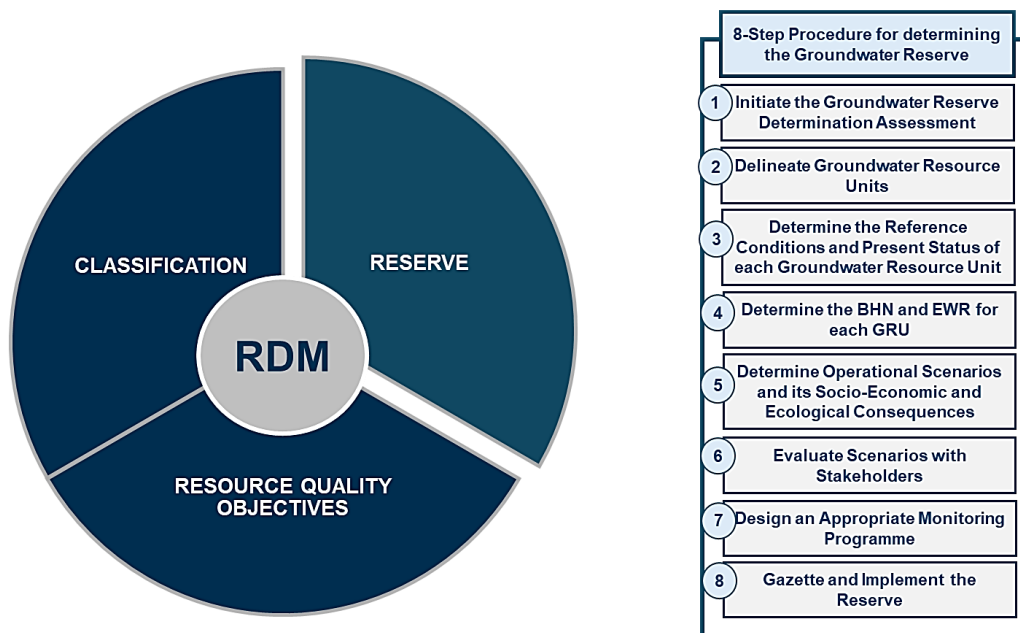 CLASSIFICATION
RESERVE
RDM
RESOURCE QUALITY
OBJECTIVES
8-Step Procedure for determining
the Groundwater Reserve
1
Initiate the Groundwater Reserve
Determination Assessment
2
Delineate Groundwater Resource
Units
3
Determine the Reference
Conditions and Present Status of
each Groundwater Resource Unit
4
Determine the BHN and EWR for
each GRU
5
Determine Operational Scenarios
and its Socio-Economic and
Ecological Consequences
6
Evaluate Scenarios with
Stakeholders
7
Design an Appropriate Monitoring
Programme
8
Gazette and Implement the
Reserve